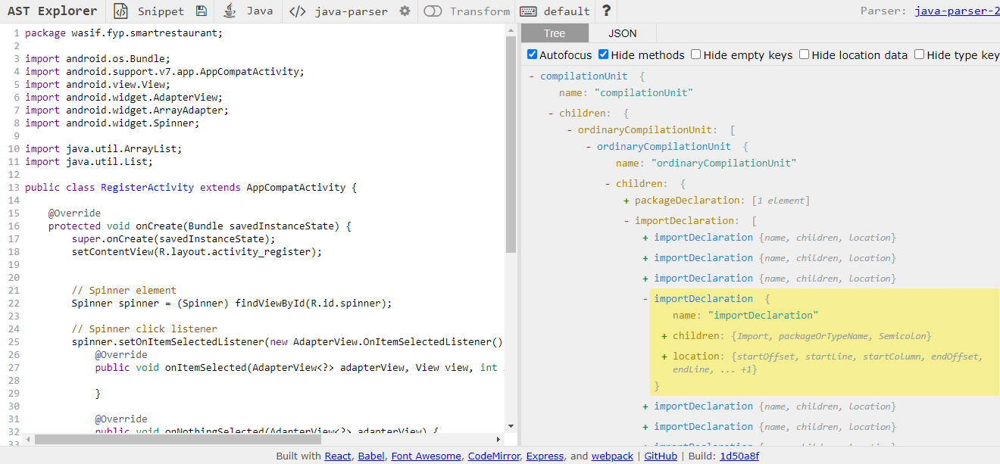 AST Explorer Snippet Java </> java-parser Transform default ? Parser: java-parser-2
1 package wasif.fyp.smartrestaurant;
2
3 import android.os.Bundle;
4 import android.support.v7.app.AppCompatActivity;
5 import android.view.View;
6 import android.widget.AdapterView;
7 import android.widget.ArrayAdapter;
8 import android.widget.Spinner;
9
10 import java.util.ArrayList;
11 import java.util.List;
12
13 public class RegisterActivity extends AppCompatActivity {
14
15 @Override
16 protected void onCreate(Bundle savedInstanceState) {
17 super.onCreate(savedInstanceState);
18 setContentView(R.layout.activity_register);
19
20
21 // Spinner element
22 Spinner spinner = (Spinner) findViewById(R.id.spinner);
23
24 // Spinner click listener
25 spinner.setOnItemSelectedListener(new AdapterView.OnItemSelectedListener()
26 @Override
27 public void onItemSelected(AdapterView<?> adapterView, View view, int
28
29 }
30
31 @Override
32 public void onNothingSelected(AdapterView<?> adapterView) {
33
Tree JSON
Autofocus Hide methods Hide empty keys Hide location data Hide type key
- compilationUnit {
name: "compilationUnit"
- children: {
- ordinaryCompilationUnit: [
- ordinaryCompilationUnit {
name: "ordinaryCompilationUnit"
- children: {
+ packageDeclaration: [1 element]
- importDeclaration: [
+ importDeclaration {name, children, location}
+ importDeclaration {name, children, location}
+ importDeclaration {name, children, location}
- importDeclaration {
name: "importDeclaration"
+ children: {Import, packageOrTypeName, Semicolon}
+ location: {startOffset, startLine, startColumn, endOffset,
endLine, ... +1}
}
+ importDeclaration {name, children, location}
+ importDeclaration {name, children, location}
+ importDeclaration {name, children, location}
Built with React, Babel, Font Awesome, CodeMirror, Express, and webpack | GitHub | Build: 1d50a8f